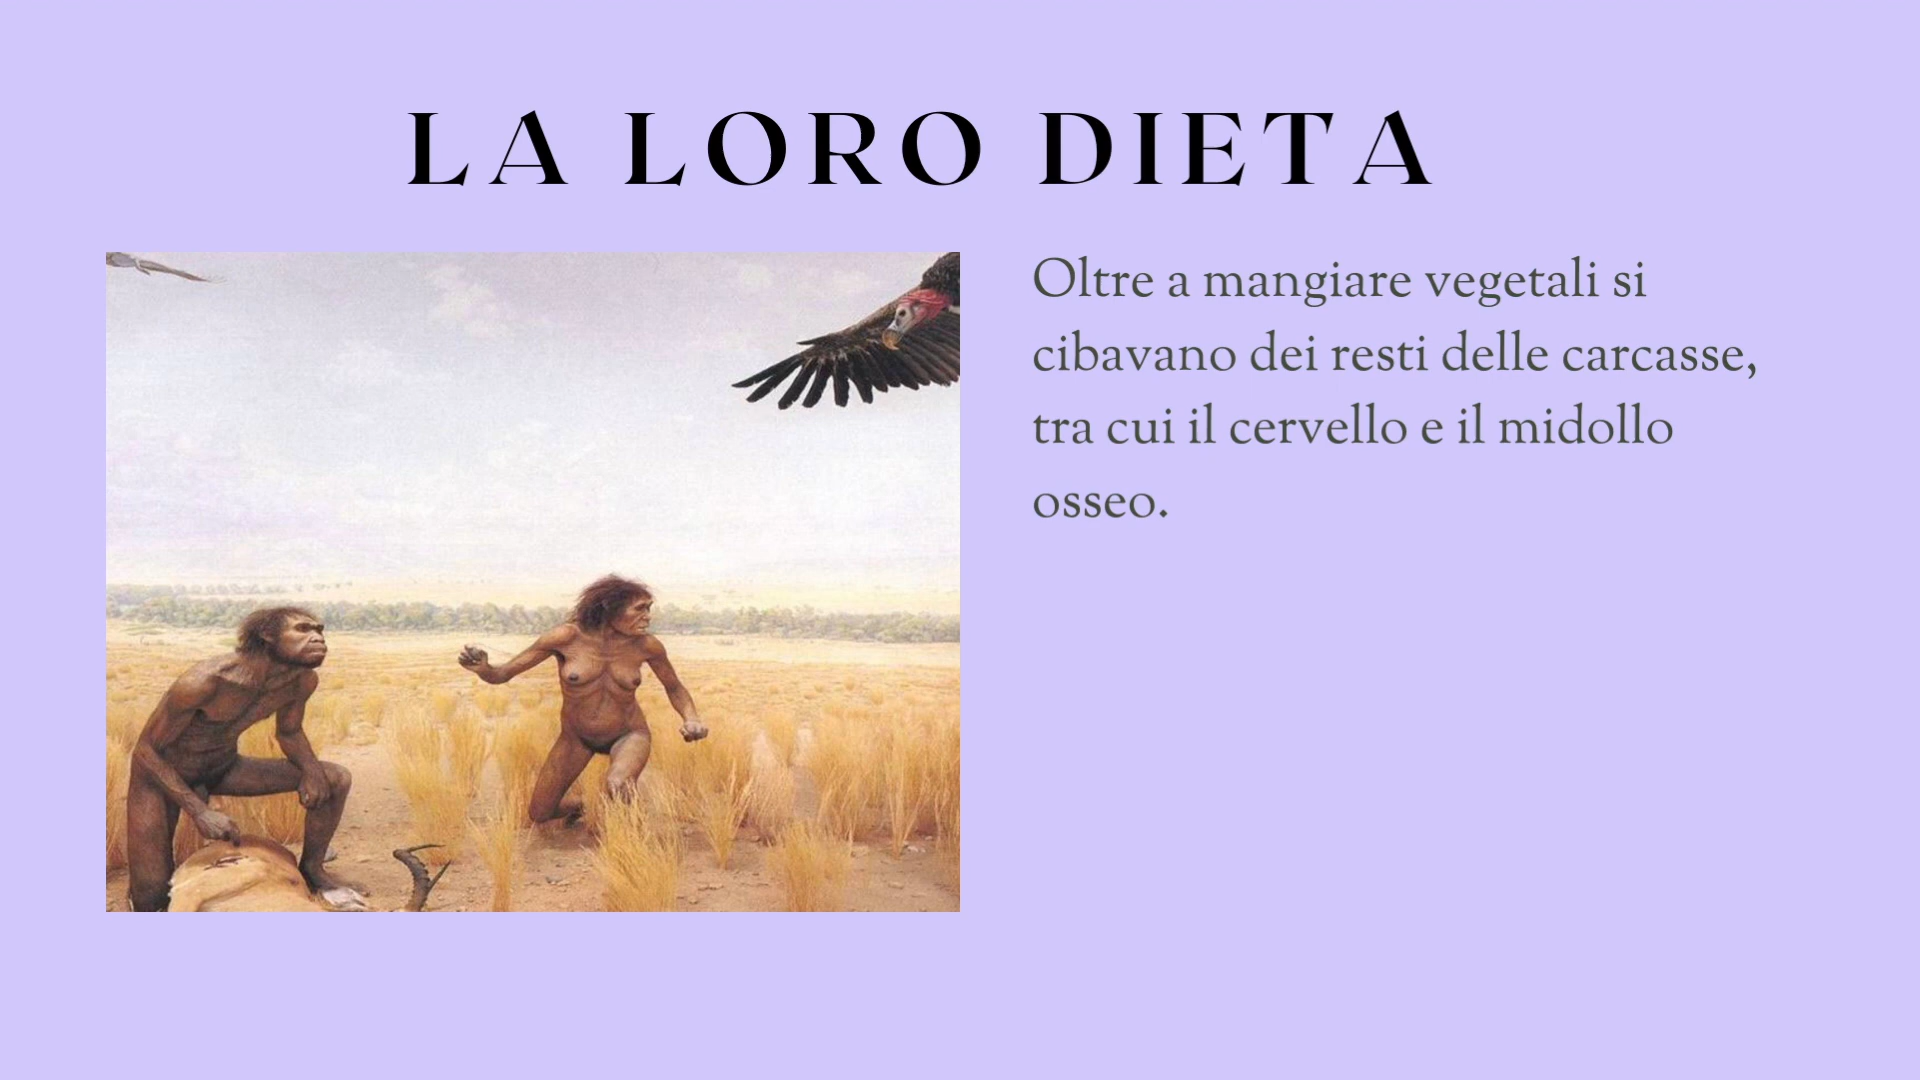 LA LORO DIETA
Oltre a mangiare vegetali si
cibavano dei resti delle carcasse,
tra cui il cervello e il midollo
osseo.